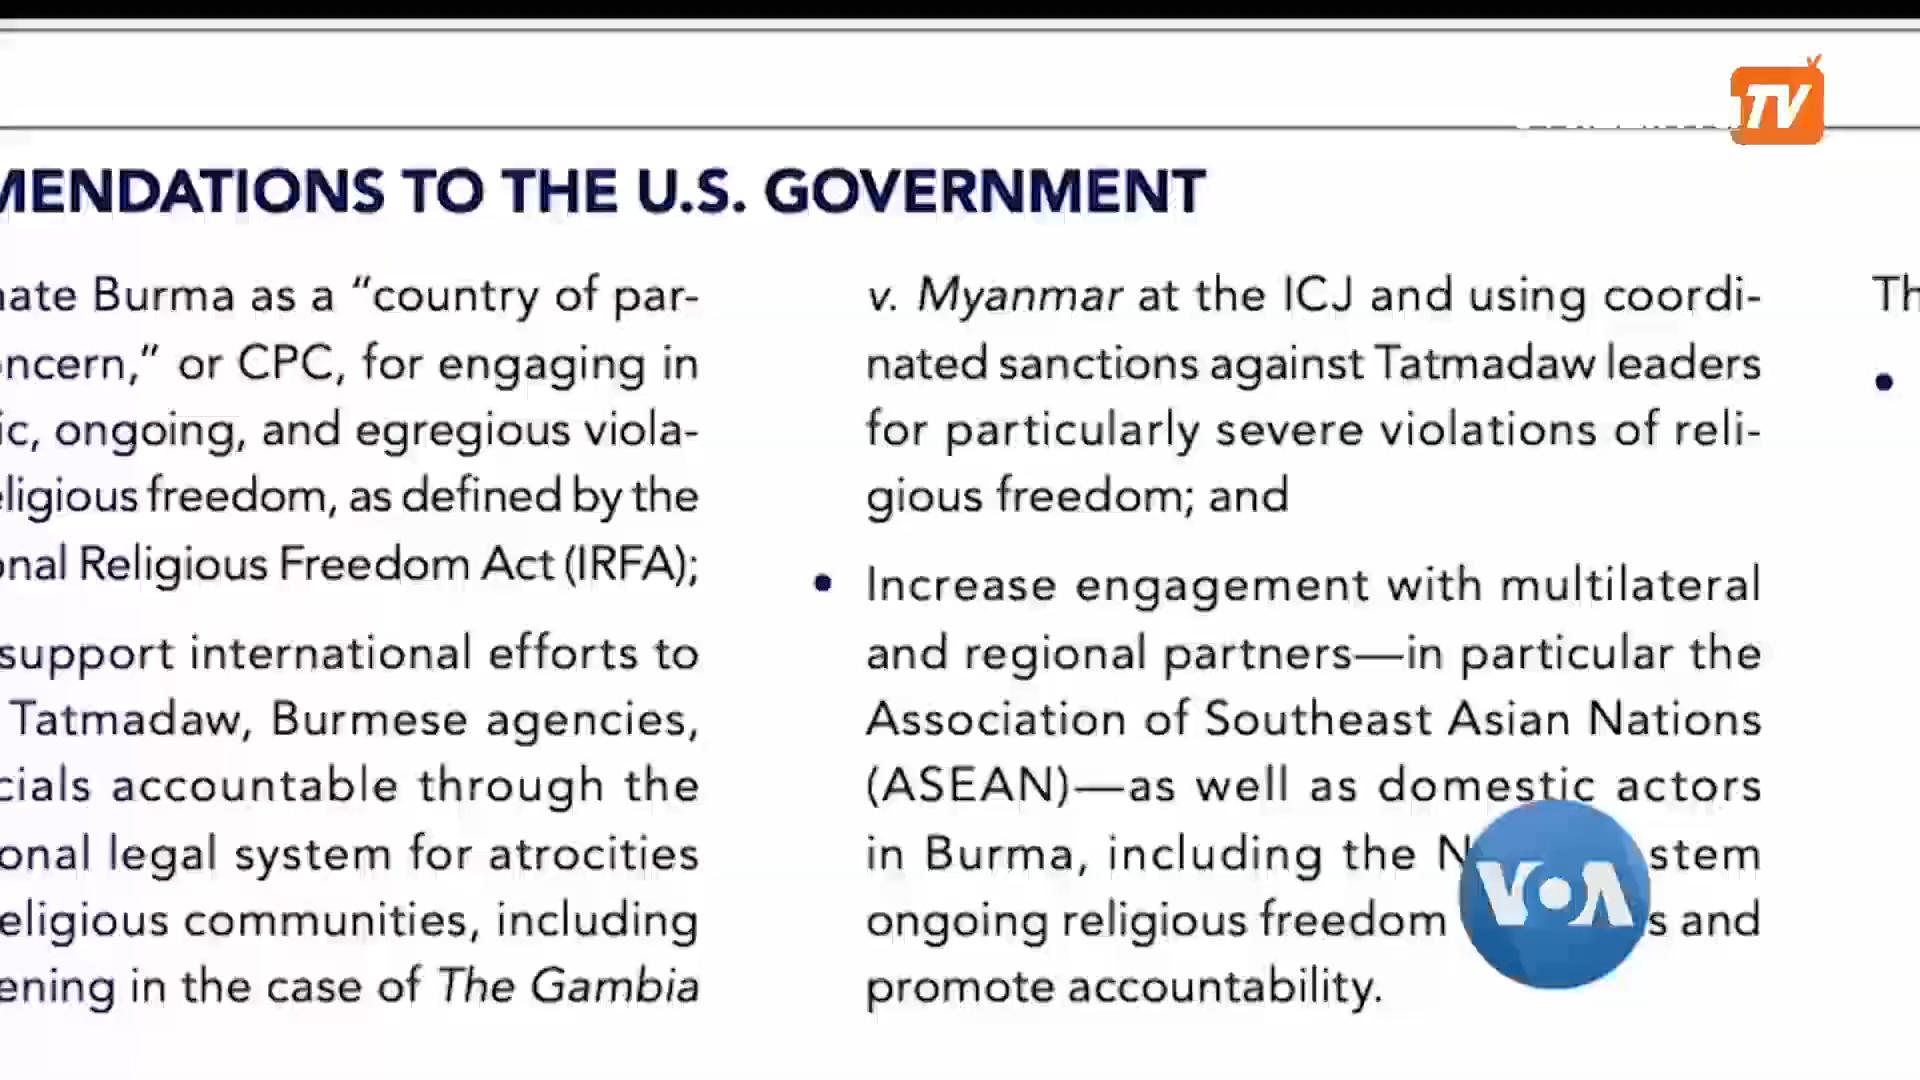 TV
MENDATIONS TO THE U.S. GOVERNMENT
nate Burma as a “country of par-
ncern,” or CPC, for engaging in
ic, ongoing, and egregious viola-
eligious freedom, as defined by the
onal Religious Freedom Act (IRFA);
support international efforts to
Tatmadaw, Burmese agencies,
cials accountable through the
onal legal system for atrocities
eligious communities, including
ening in the case of The Gambia
v. Myanmar at the ICJ and using coordi-
nated sanctions against Tatmadaw leaders
for particularly severe violations of reli-
gious freedom; and
• Increase engagement with multilateral
and regional partners—in particular the
Association of Southeast Asian Nations
(ASEAN)—as well as domestic actors
in Burma, including the N stem
ongoing religious freedom s and
promote accountability.
Th
•
VOA